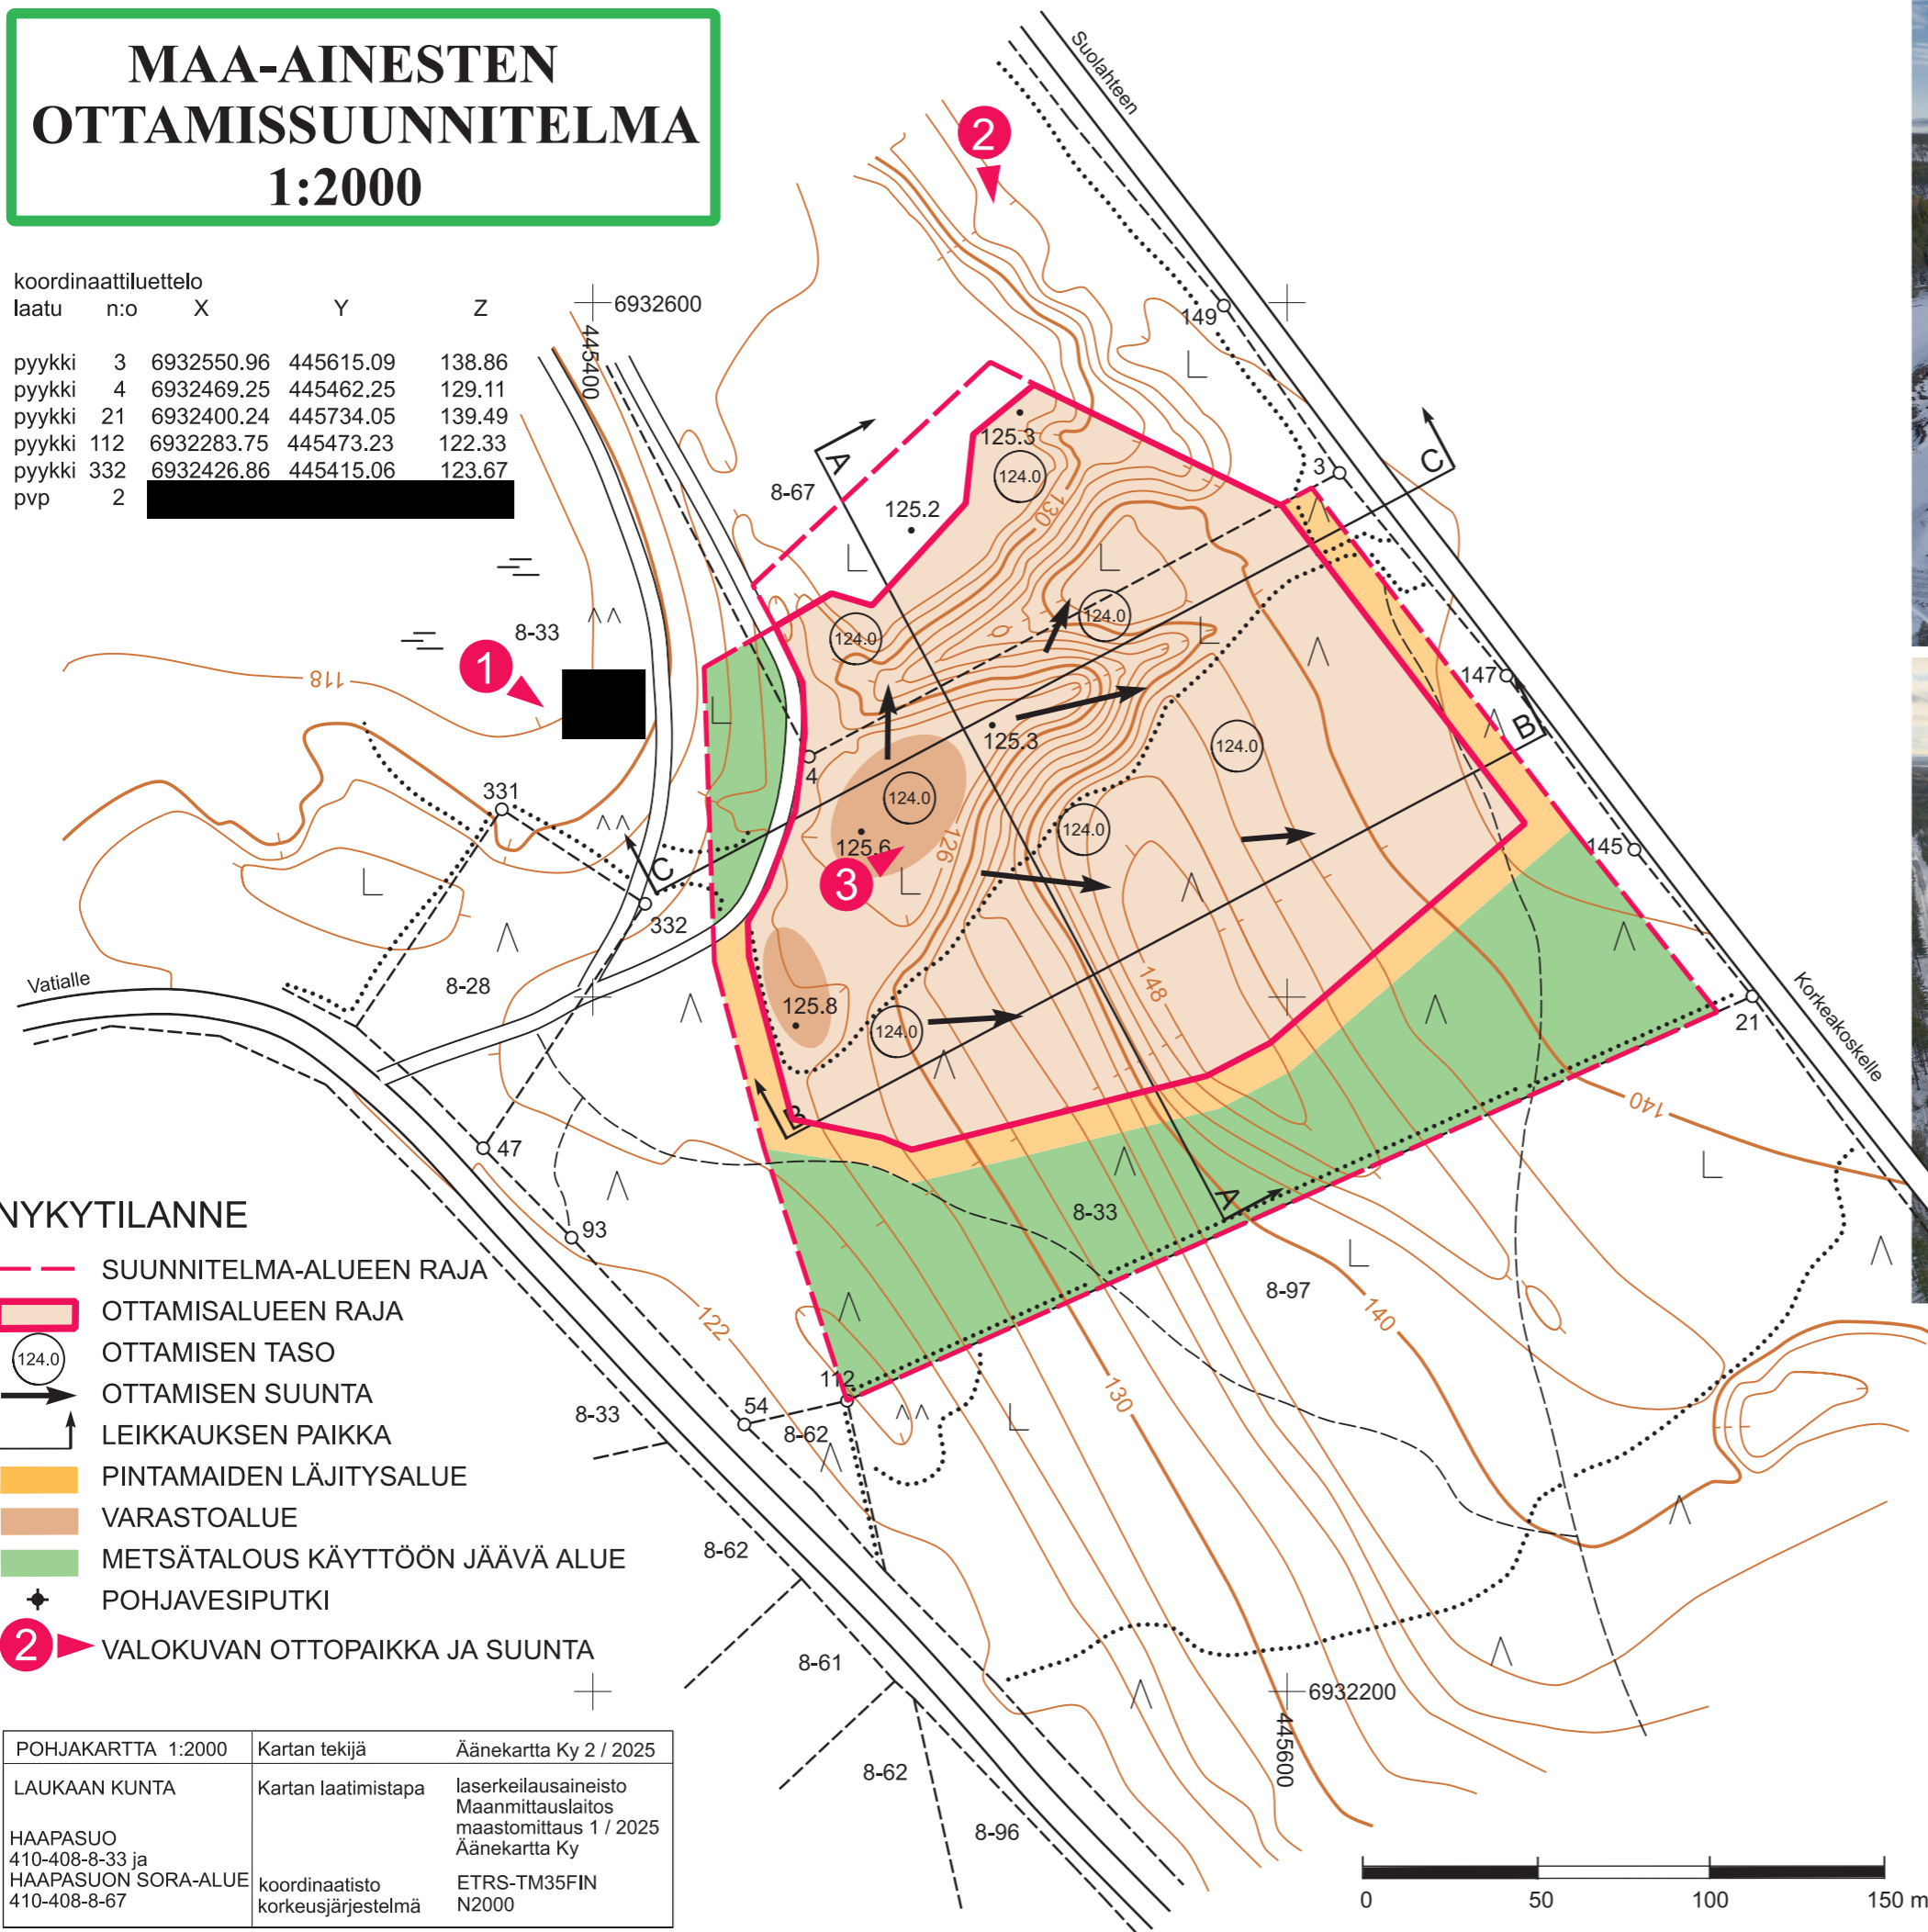 MAA-AINESTEN
OTTAMISSUUNNITELMA
1:2000
koordinaattiluettelo
laatu n:o X Y Z
pyykki 3 6932550.96 445615.09 138.86
pyykki 4 6932469.25 445462.25 129.11
pyykki 21 6932400.24 445734.05 139.49
pyykki 112 6932283.75 445473.23 122.33
pyykki 332 6932426.86 445415.06 123.67
pvp 2
Suolahteen
2
6932600
445400
149
3
C
A
125.3
124.0
130
8-67
125.2
8-33
1
118
124.0
124.0
147
B
125.3
124.0
4
124.0
331
124.0
125.6
126
145
3
C
332
Vatialle
8-28
148
125.8
124.0
21
Korkeakoskelle
140
B
47
A
8-33
93
8-97
140
122
130
112
54
8-62
8-33
8-62
8-61
8-62
8-96
6932200
445600
NYKYTILANNE
SUUNNITELMA-ALUEEN RAJA
OTTAMISALUEEN RAJA
124.0 OTTAMISEN TASO
OTTAMISEN SUUNTA
LEIKKAUKSEN PAIKKA
PINTAMAIDEN LÄJITYSALUE
VARASTOALUE
METSÄTALOUS KÄYTTÖÖN JÄÄVÄ ALUE
POHJAVESIPUTKI
2 VALOKUVAN OTTOPAIKKA JA SUUNTA
POHJAKARTTA 1:2000
Kartan tekijä Äänekartta Ky 2 / 2025
LAUKAAN KUNTA
HAAPASUO
410-408-8-33 ja
HAAPASUON SORA-ALUE
410-408-8-67
Kartan laatimistapa laserkeilausaineisto
Maanmittauslaitos
maastomittaus 1 / 2025
Äänekartta Ky
koordinaatisto ETRS-TM35FIN
korkeusjärjestelmä N2000
0 50 100 150 m